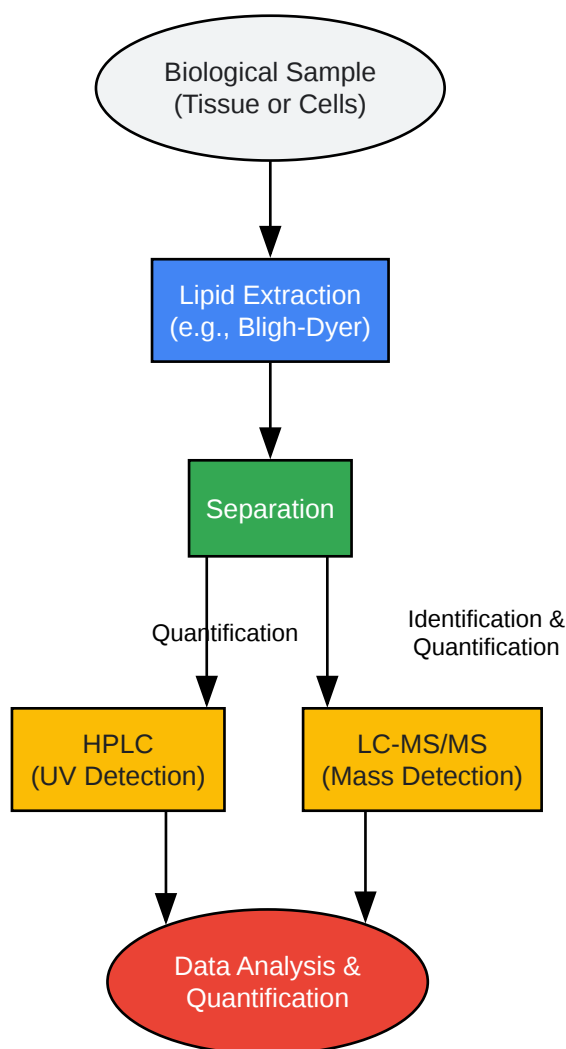 Biological Sample
(Tissue or Cells)
Lipid Extraction
(e.g., Bligh-Dyer)
Separation
Quantification
Identification &
Quantification
HPLC
(UV Detection)
LC-MS/MS
(Mass Detection)
Data Analysis &
Quantification